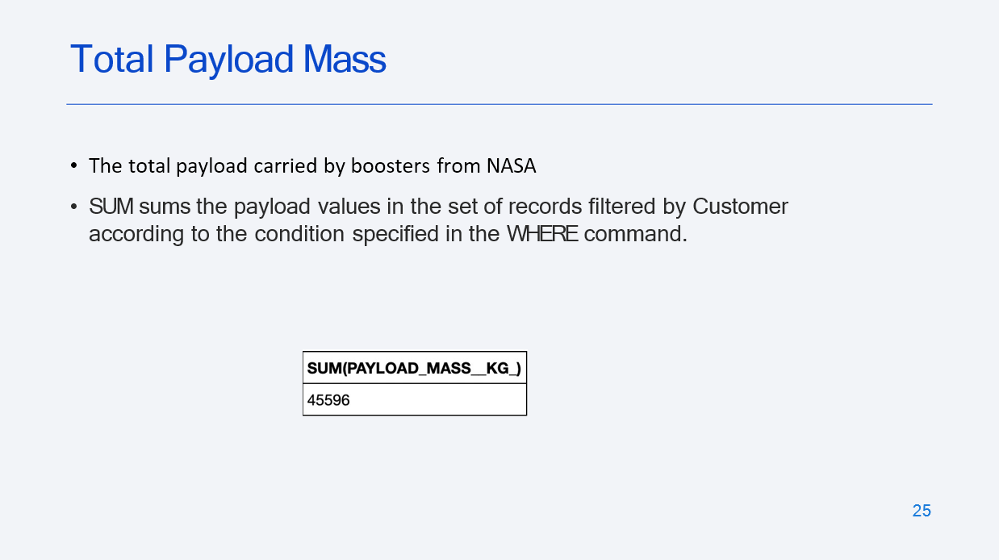 Total Payload Mass
• The total payload carried by boosters from NASA
• SUM sums the payload values in the set of records filtered by Customer
according to the condition specified in the WHERE command.
SUM(PAYLOAD_MASS__KG_)
45596
25